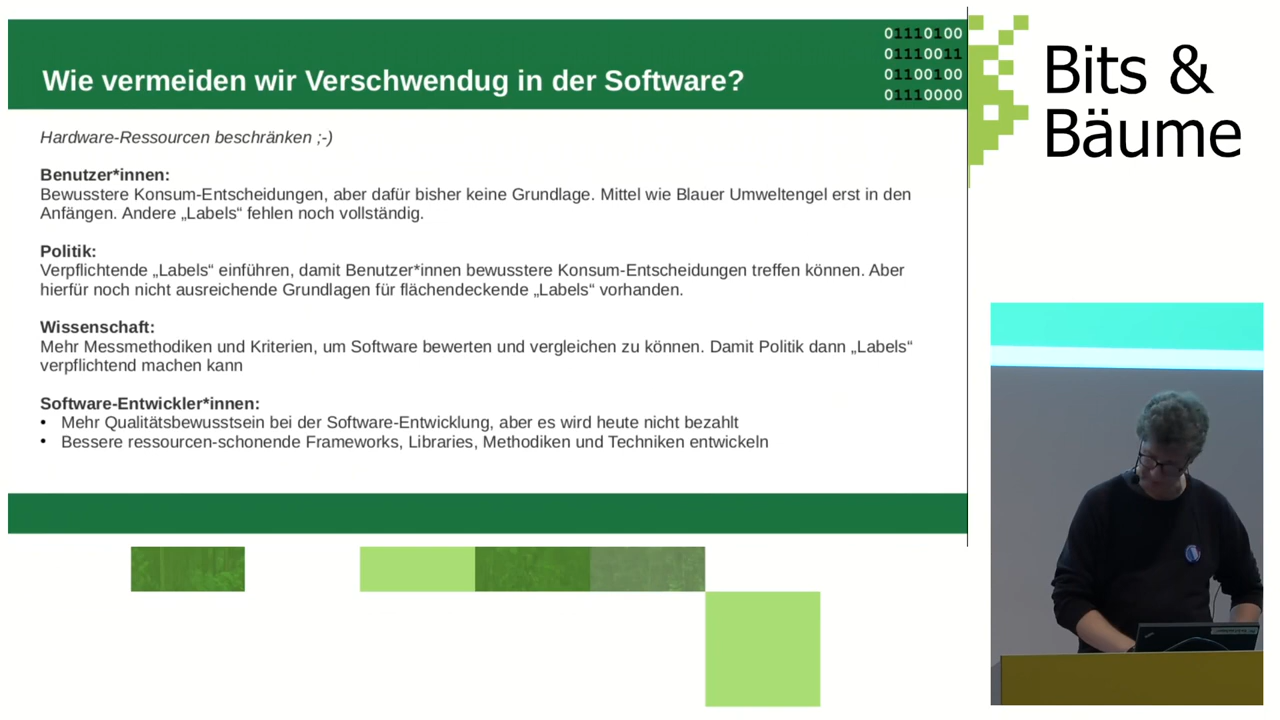 01110100
01110011
01100100
01110000
Wie vermeiden wir Verschwendug in der Software?
Hardware-Ressourcen beschränken ;-)
Benutzer*innen:
Bewusstere Konsum-Entscheidungen, aber dafür bisher keine Grundlage. Mittel wie Blauer Umweltengel erst in den
Anfängen. Andere „Labels“ fehlen noch vollständig.
Politik:
Verpflichtende „Labels“ einführen, damit Benutzer*innen bewusstere Konsum-Entscheidungen treffen können. Aber
hierfür noch nicht ausreichende Grundlagen für flächendeckende „Labels“ vorhanden.
Wissenschaft:
Mehr Messmethodiken und Kriterien, um Software bewerten und vergleichen zu können. Damit Politik dann „Labels“
verpflichtend machen kann
Software-Entwickler*innen:
• Mehr Qualitätsbewusstsein bei der Software-Entwicklung, aber es wird heute nicht bezahlt
• Bessere ressourcen-schonende Frameworks, Libraries, Methodiken und Techniken entwickeln
Bits &
Bäume